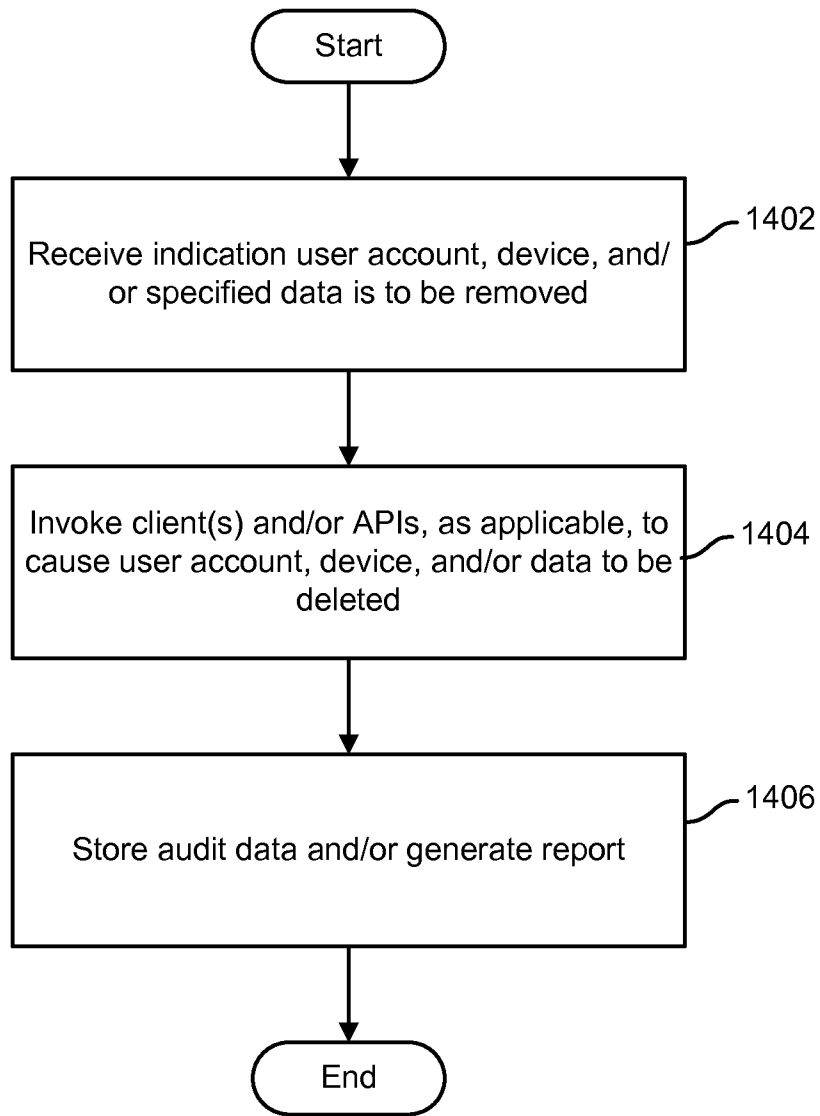 Start
1402
Receive indication user account, device, and/
or specified data is to be removed
1404
Invoke client(s) and/or APIs, as applicable, to
cause user account, device, and/or data to be
deleted
1406
Store audit data and/or generate report
End